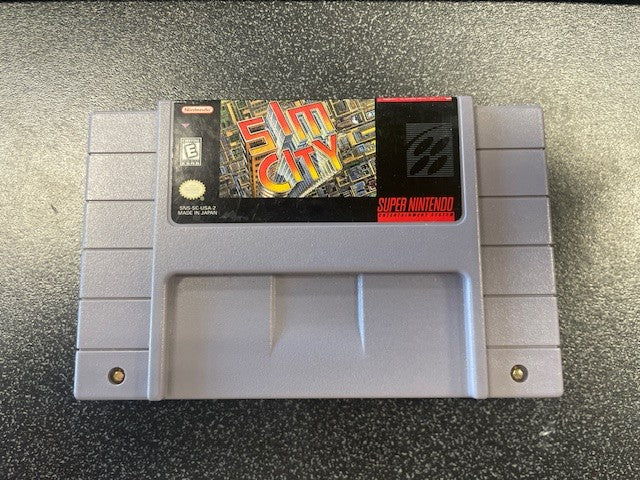 Nintendo
E
SIM
CITY
SNS-SC-USA-2
MADE IN JAPAN
SUPER NINTENDO
ENTERTAINMENT SYSTEM